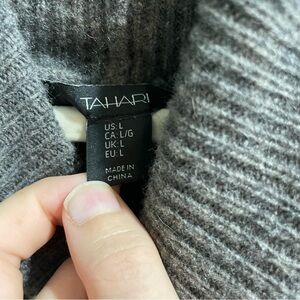 TAHARI
US: L
CA: L/G
UK: L
EU: L
MADE IN
CHINA